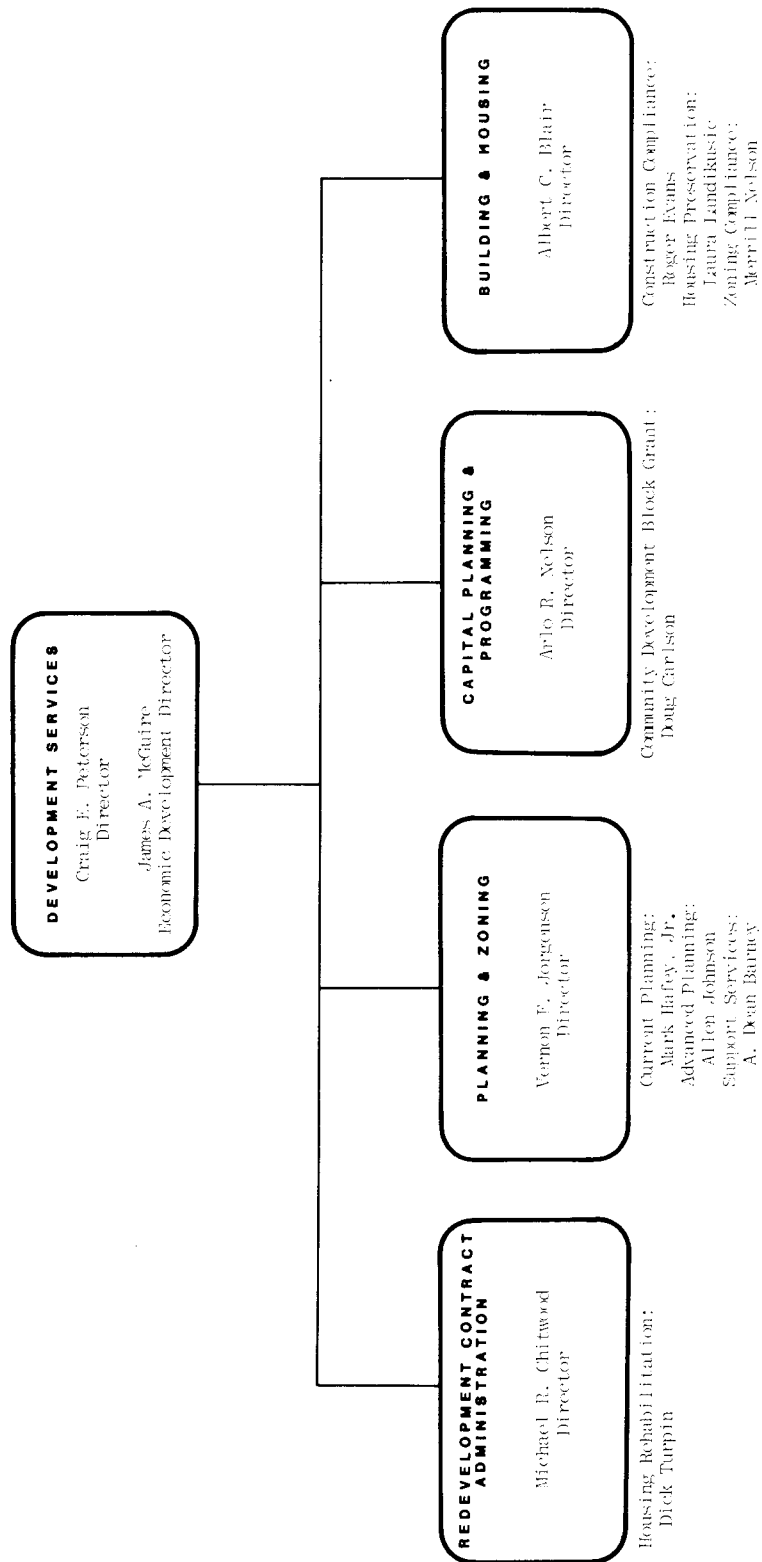 DEVELOPMENT SERVICES
Craig E. Peterson
Director
James A. McGuire
Economic Development Director
REDEVELOPMENT CONTRACT
ADMINISTRATION
Michael R. Chitwood
Director
Housing Rehabilitation:
Dick Turpin
PLANNING & ZONING
Vernon F. Jorgensen
Director
Current Planning:
Mark Hafey, Jr.
Advanced Planning:
Allen Johnson
Support Services:
A. Dean Barney
CAPITAL PLANNING &
PROGRAMMING
Arlo R. Nelson
Director
Community Development Block Grant:
Doug Carlson
BUILDING & HOUSING
Albert C. Blair
Director
Construction Compliance:
Roger Evans
Housing Preservation:
Laura Landikusic
Zoning Compliance:
Merrill Nelson